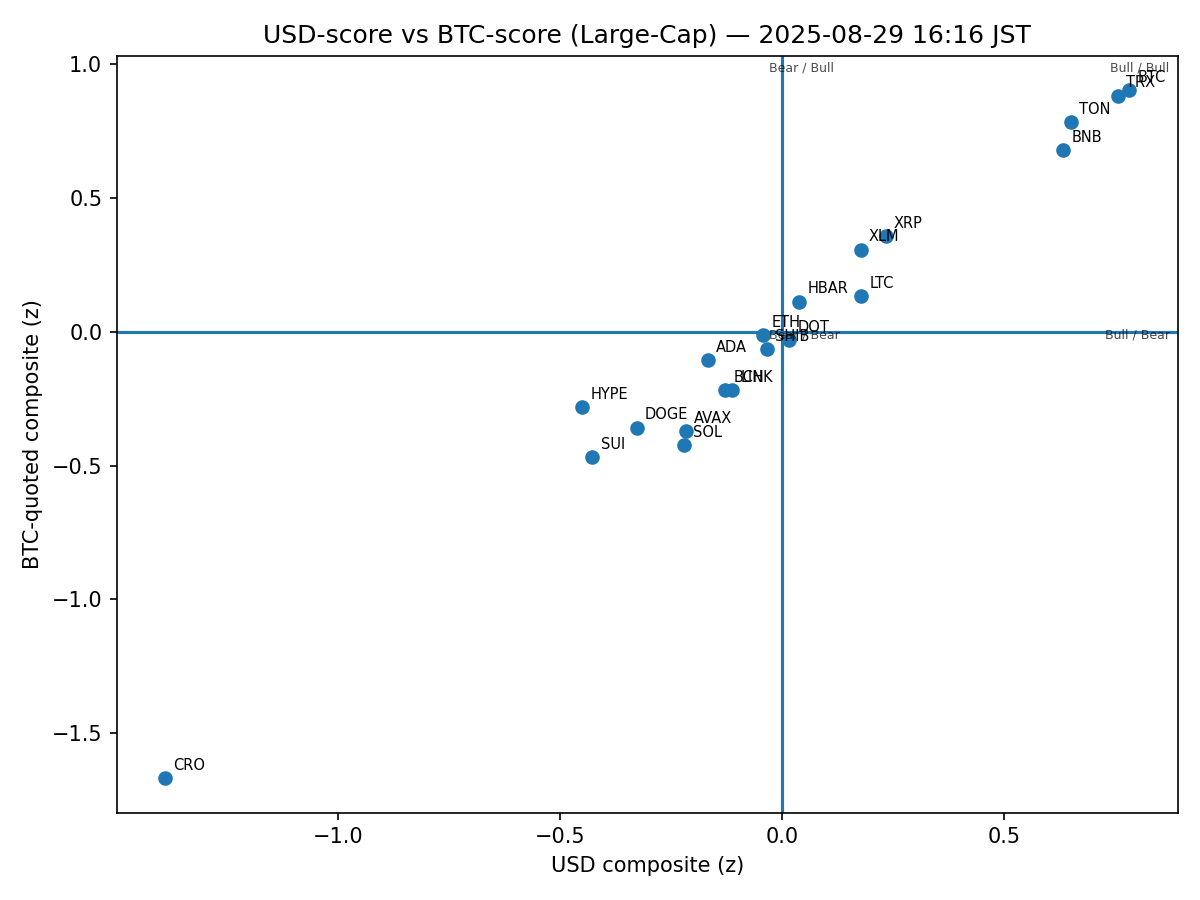 USD-score vs BTC-score (Large-Cap) — 2025-08-29 16:16 JST
1.0
Bear / Bull
Bull / Bull
BTC
TRX
TON
BNB
0.5
XRP
XLM
LTC
HBAR
0.0
ETH
DOT
SHIB
Bear / Bear
Bull / Bear
ADA
BCH
LINK
HYPE
DOGE
AVAX
SOL
SUI
−0.5
−1.0
−1.5
CRO
−1.0
−0.5
0.0
0.5
BTC-quoted composite (z)
USD composite (z)